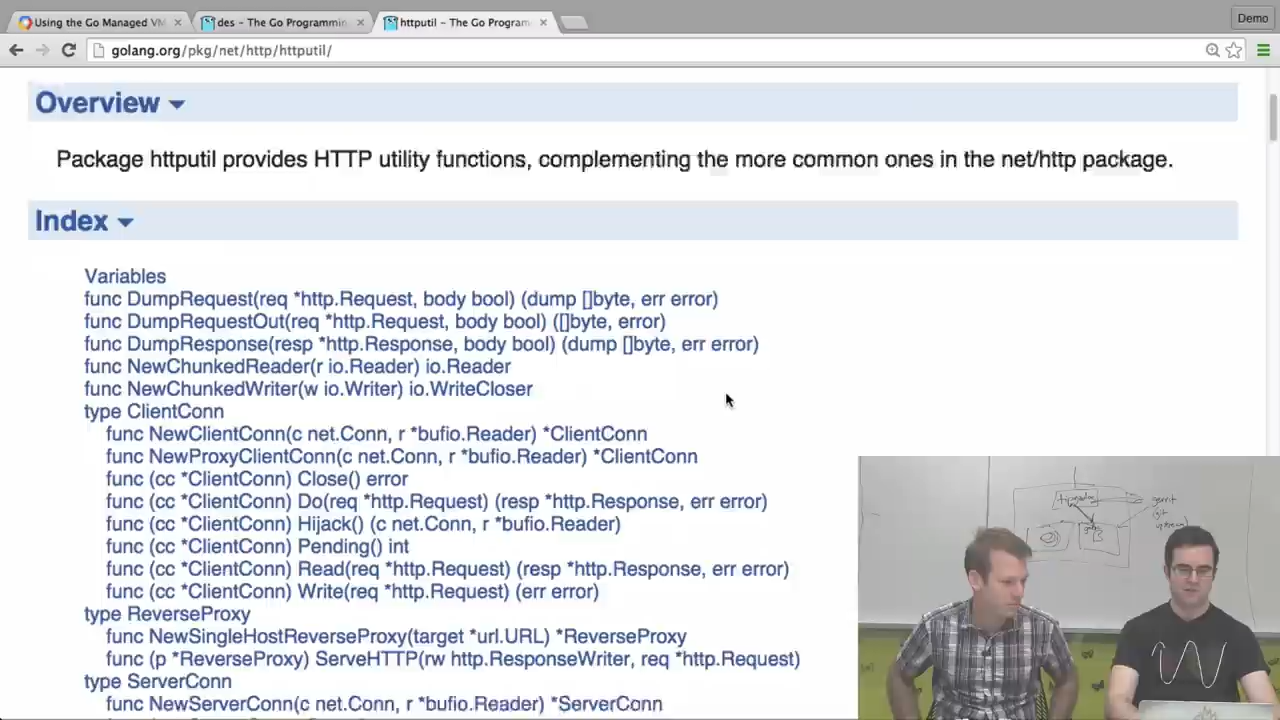 Using the Go Managed VM
des - The Go Programmin
httputil - The Go Program
Demo
golang.org/pkg/net/http/httputil/
Overview
Package httputil provides HTTP utility functions, complementing the more common ones in the net/http package.
Index
Variables
func DumpRequest(req *http.Request, body bool) (dump []byte, err error)
func DumpRequestOut(req *http.Request, body bool) ([]byte, error)
func DumpResponse(resp *http.Response, body bool) (dump []byte, err error)
func NewChunkedReader(r io.Reader) io.Reader
func NewChunkedWriter(w io.Writer) io.WriteCloser
type ClientConn
func NewClientConn(c net.Conn, r *bufio.Reader) *ClientConn
func NewProxyClientConn(c net.Conn, r *bufio.Reader) *ClientConn
func (cc *ClientConn) Close() error
func (cc *ClientConn) Do(req *http.Request) (resp *http.Response, err error)
func (cc *ClientConn) Hijack() (c net.Conn, r *bufio.Reader)
func (cc *ClientConn) Pending() int
func (cc *ClientConn) Read(req *http.Request) (resp *http.Response, err error)
func (cc *ClientConn) Write(req *http.Request) (err error)
type ReverseProxy
func NewSingleHostReverseProxy(target *url.URL) *ReverseProxy
func (p *ReverseProxy) ServeHTTP(rw http.ResponseWriter, req *http.Request)
type ServerConn
func NewServerConn(c net.Conn, r *bufio.Reader) *ServerConn
gerrit
(git
upstream)